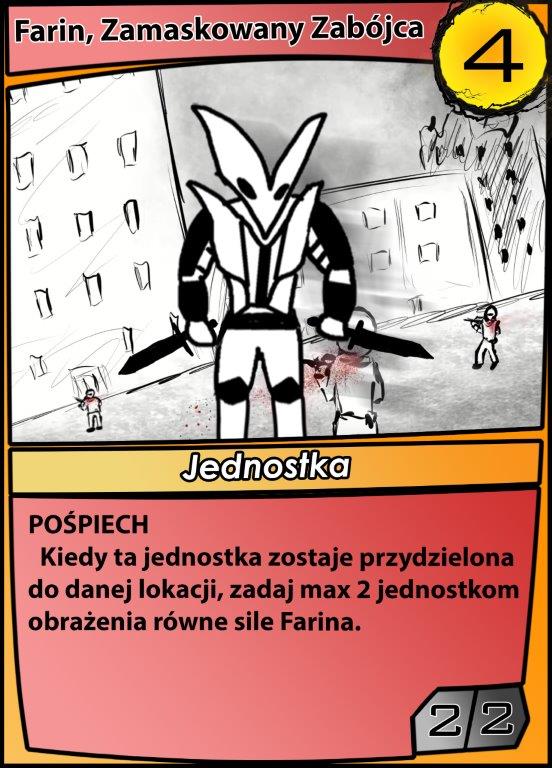 Farin, Zamaskowany Zabójca
4
Jednostka
POŚPIECH
Kiedy ta jednostka zostaje przydzielona
do danej lokacji, zadaj max 2 jednostkom
obrażenia równe sile Farina.
2 2